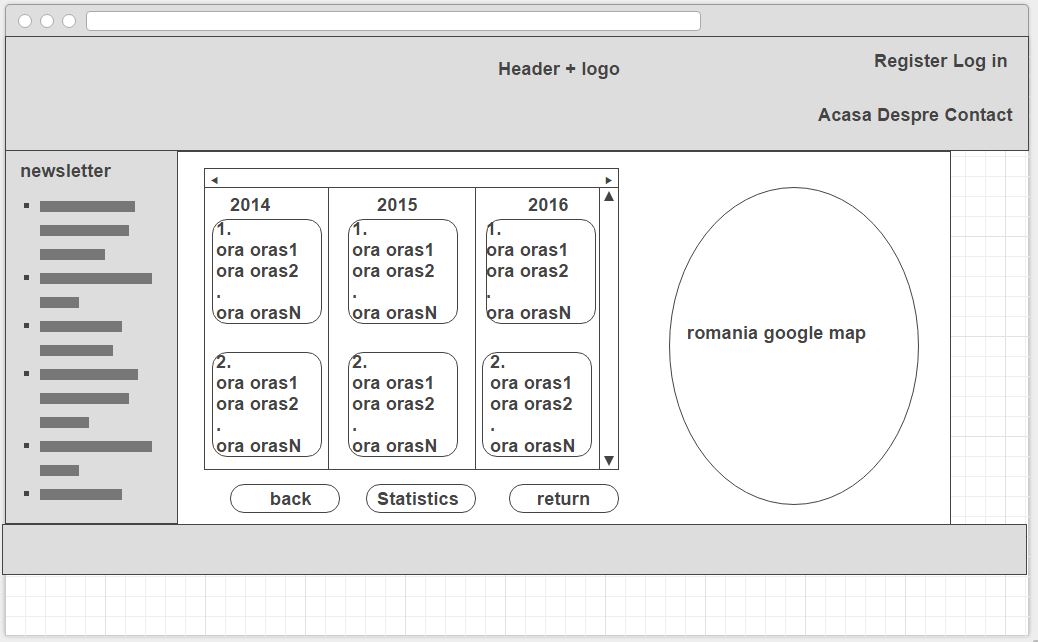 Header + logo
Register Log in
Acasa Despre Contact
newsletter
2014
1.
ora oras1
ora oras2
.
ora orasN
2.
ora oras1
ora oras2
.
ora orasN
2015
1.
ora oras1
ora oras2
.
ora orasN
2.
ora oras1
ora oras2
.
ora orasN
2016
1.
ora oras1
ora oras2
.
ora orasN
2.
ora oras1
ora oras2
.
ora orasN
romania google map
back
Statistics
return